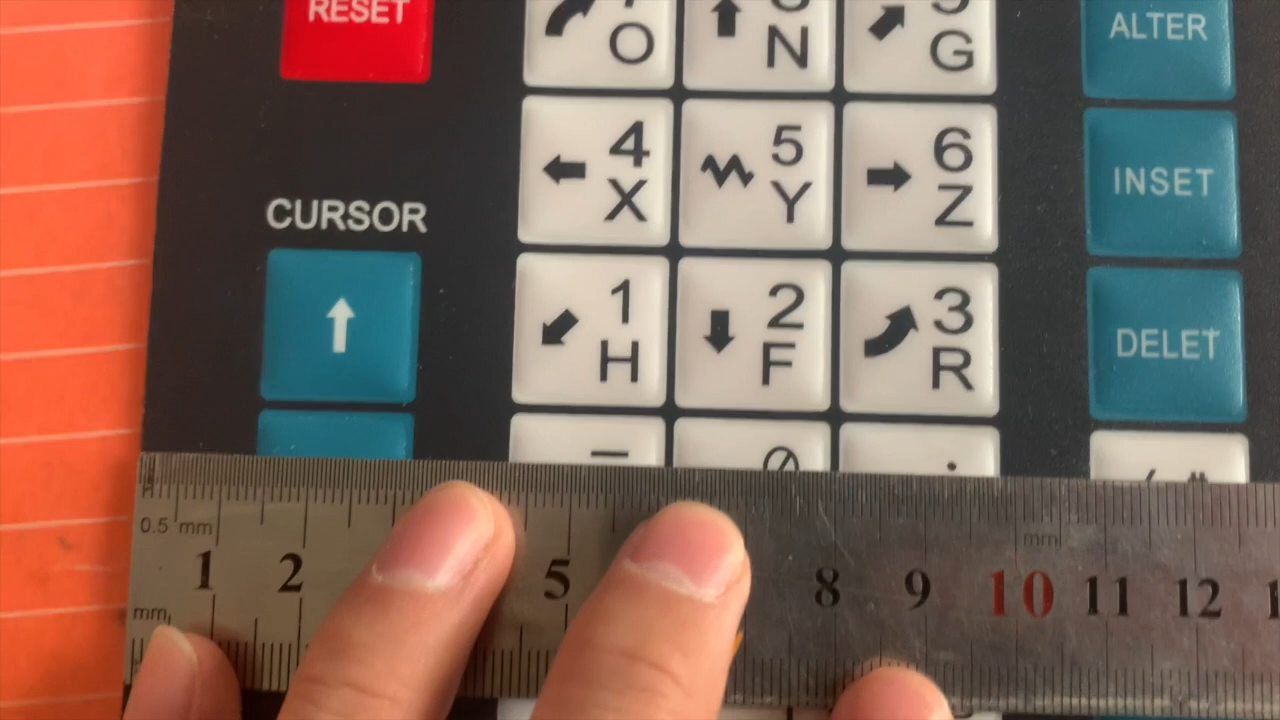 RESET
O
N
G
ALTER
4
X
5
Y
6
Z
INSET
CURSOR
1
H
2
F
3
R
DELET
0.5 mm
mm
1 2 5 8 9 10 11 12
mm